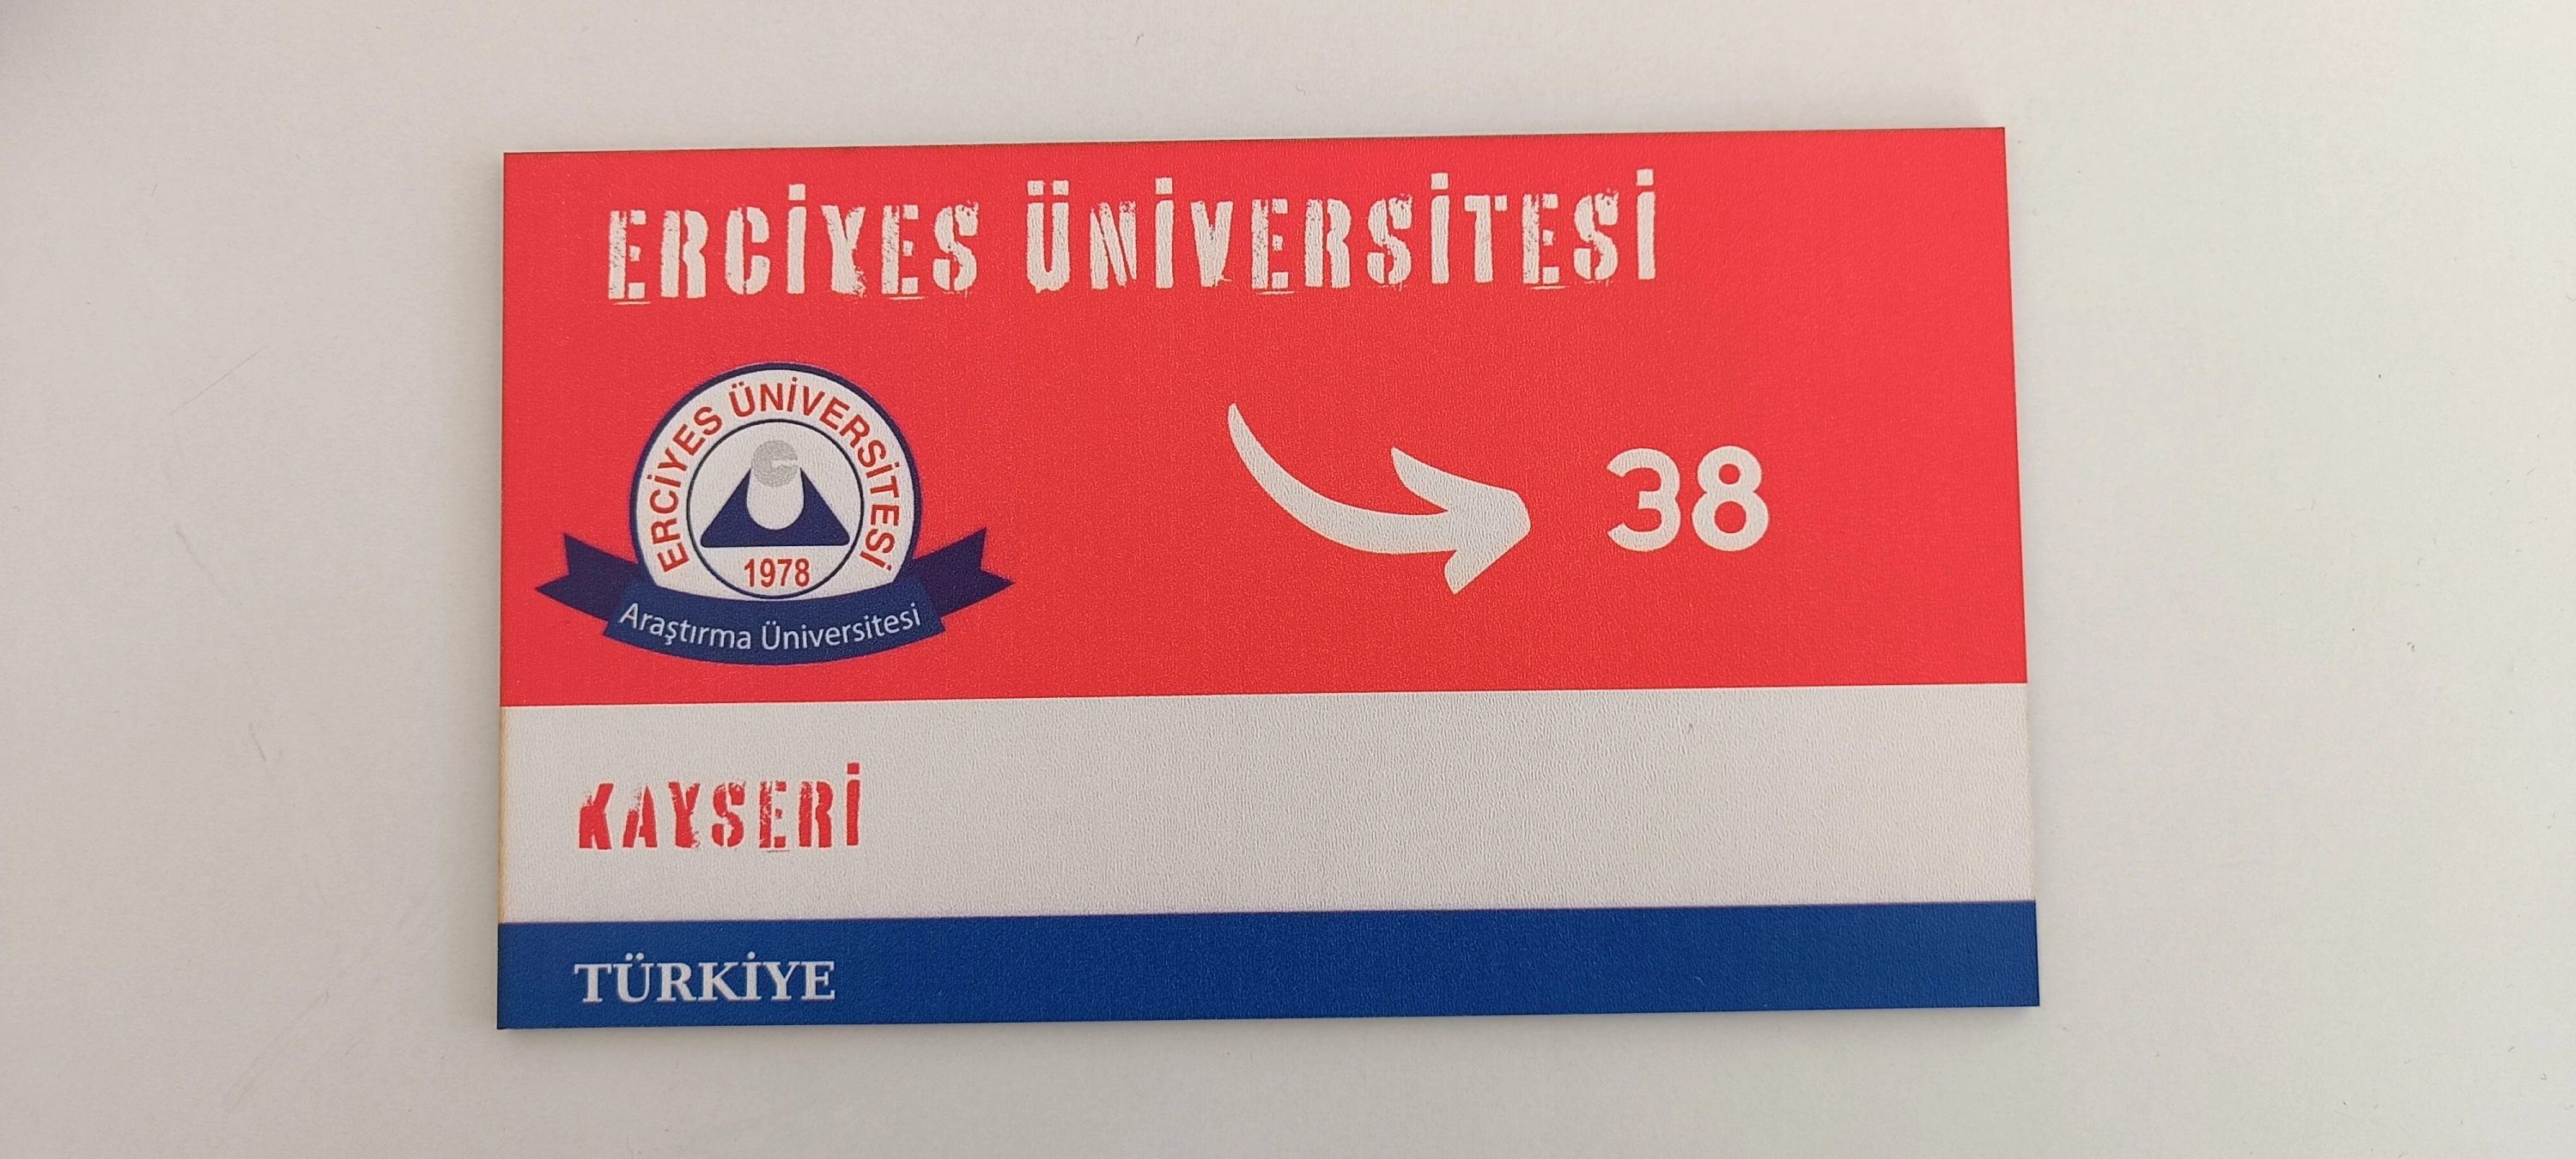 ERCİYES ÜNİVERSİTESİ
ERCİYES ÜNİVERSİTESİ
1978
Araştırma Üniversitesi
38
KAYSERİ
TÜRKİYE